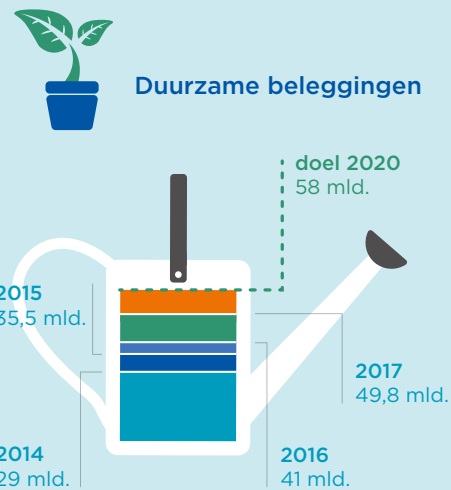 Duurzame beleggingen
doel 2020
58 mld.
2015
35,5 mld.
2017
49,8 mld.
2014
29 mld.
2016
41 mld.